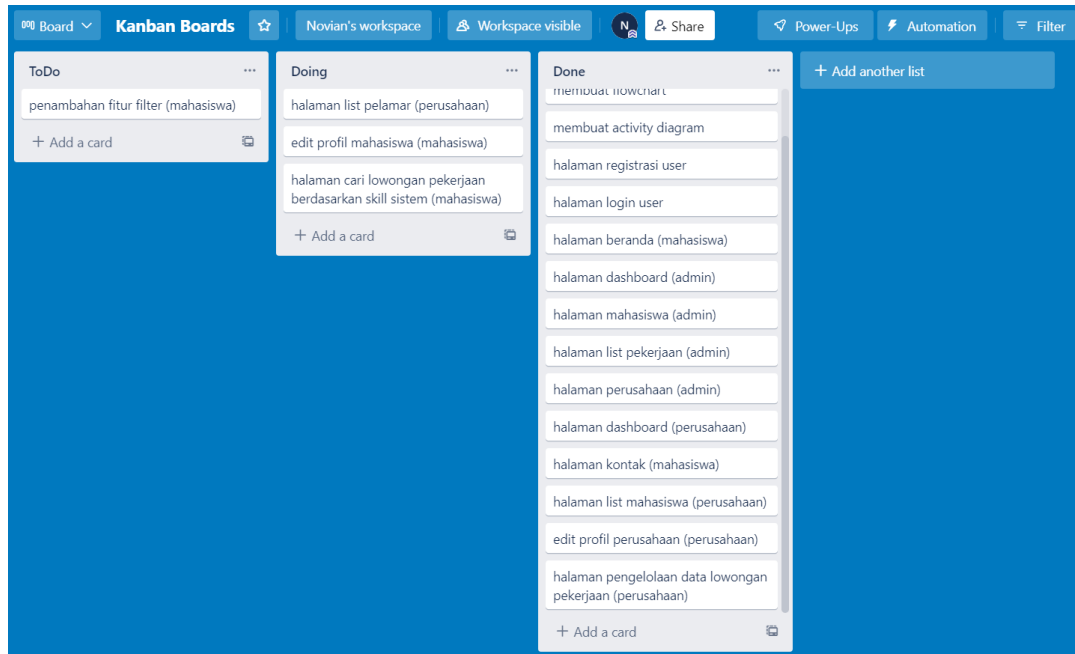 Board
Kanban Boards
Novian's workspace
Workspace visible
N
Share
Power-Ups
Automation
Filter
ToDo
penambahan fitur filter (mahasiswa)
+ Add a card
Doing
halaman list pelamar (perusahaan)
edit profil mahasiswa (mahasiswa)
halaman cari lowongan pekerjaan
berdasarkan skill sistem (mahasiswa)
+ Add a card
Done
membuat flowchart
membuat activity diagram
halaman registrasi user
halaman login user
halaman beranda (mahasiswa)
halaman dashboard (admin)
halaman mahasiswa (admin)
halaman list pekerjaan (admin)
halaman perusahaan (admin)
halaman dashboard (perusahaan)
halaman kontak (mahasiswa)
halaman list mahasiswa (perusahaan)
edit profil perusahaan (perusahaan)
halaman pengelolaan data lowongan
pekerjaan (perusahaan)
+ Add a card
+ Add another list